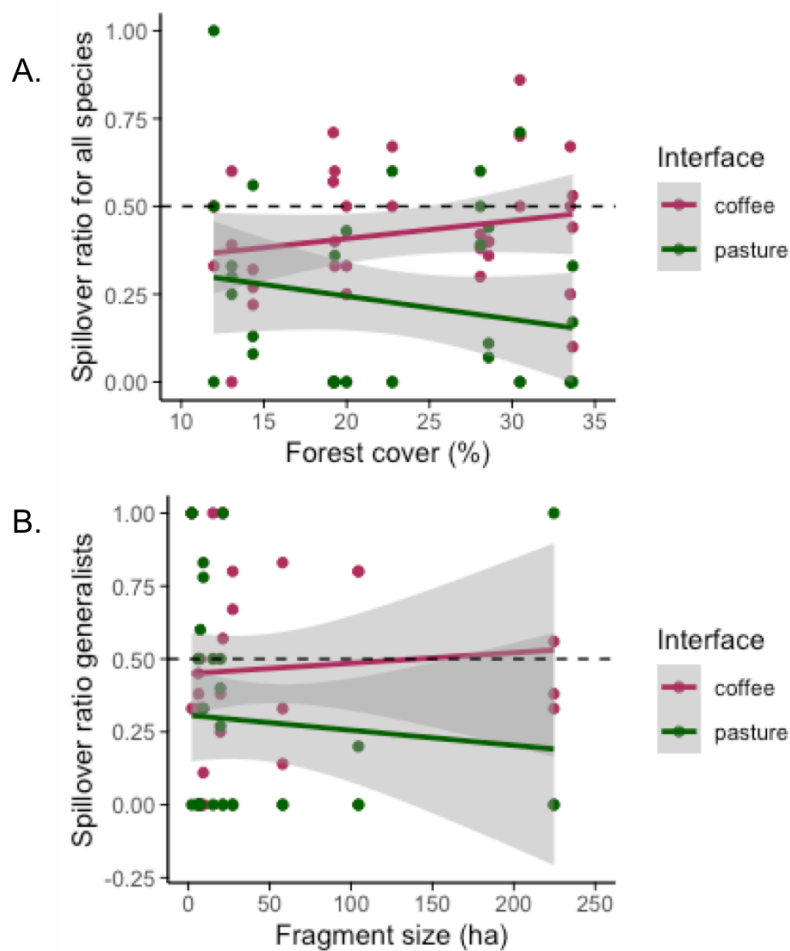 A.
Spillover ratio for all species
1.00
0.75
0.50
0.25
0.00
10 15 20 25 30 35
Forest cover (%)
Interface
coffee
pasture
B.
Spillover ratio generalists
1.00
0.75
0.50
0.25
0.00
-0.25
0 50 100 150 200 250
Fragment size (ha)
Interface
coffee
pasture